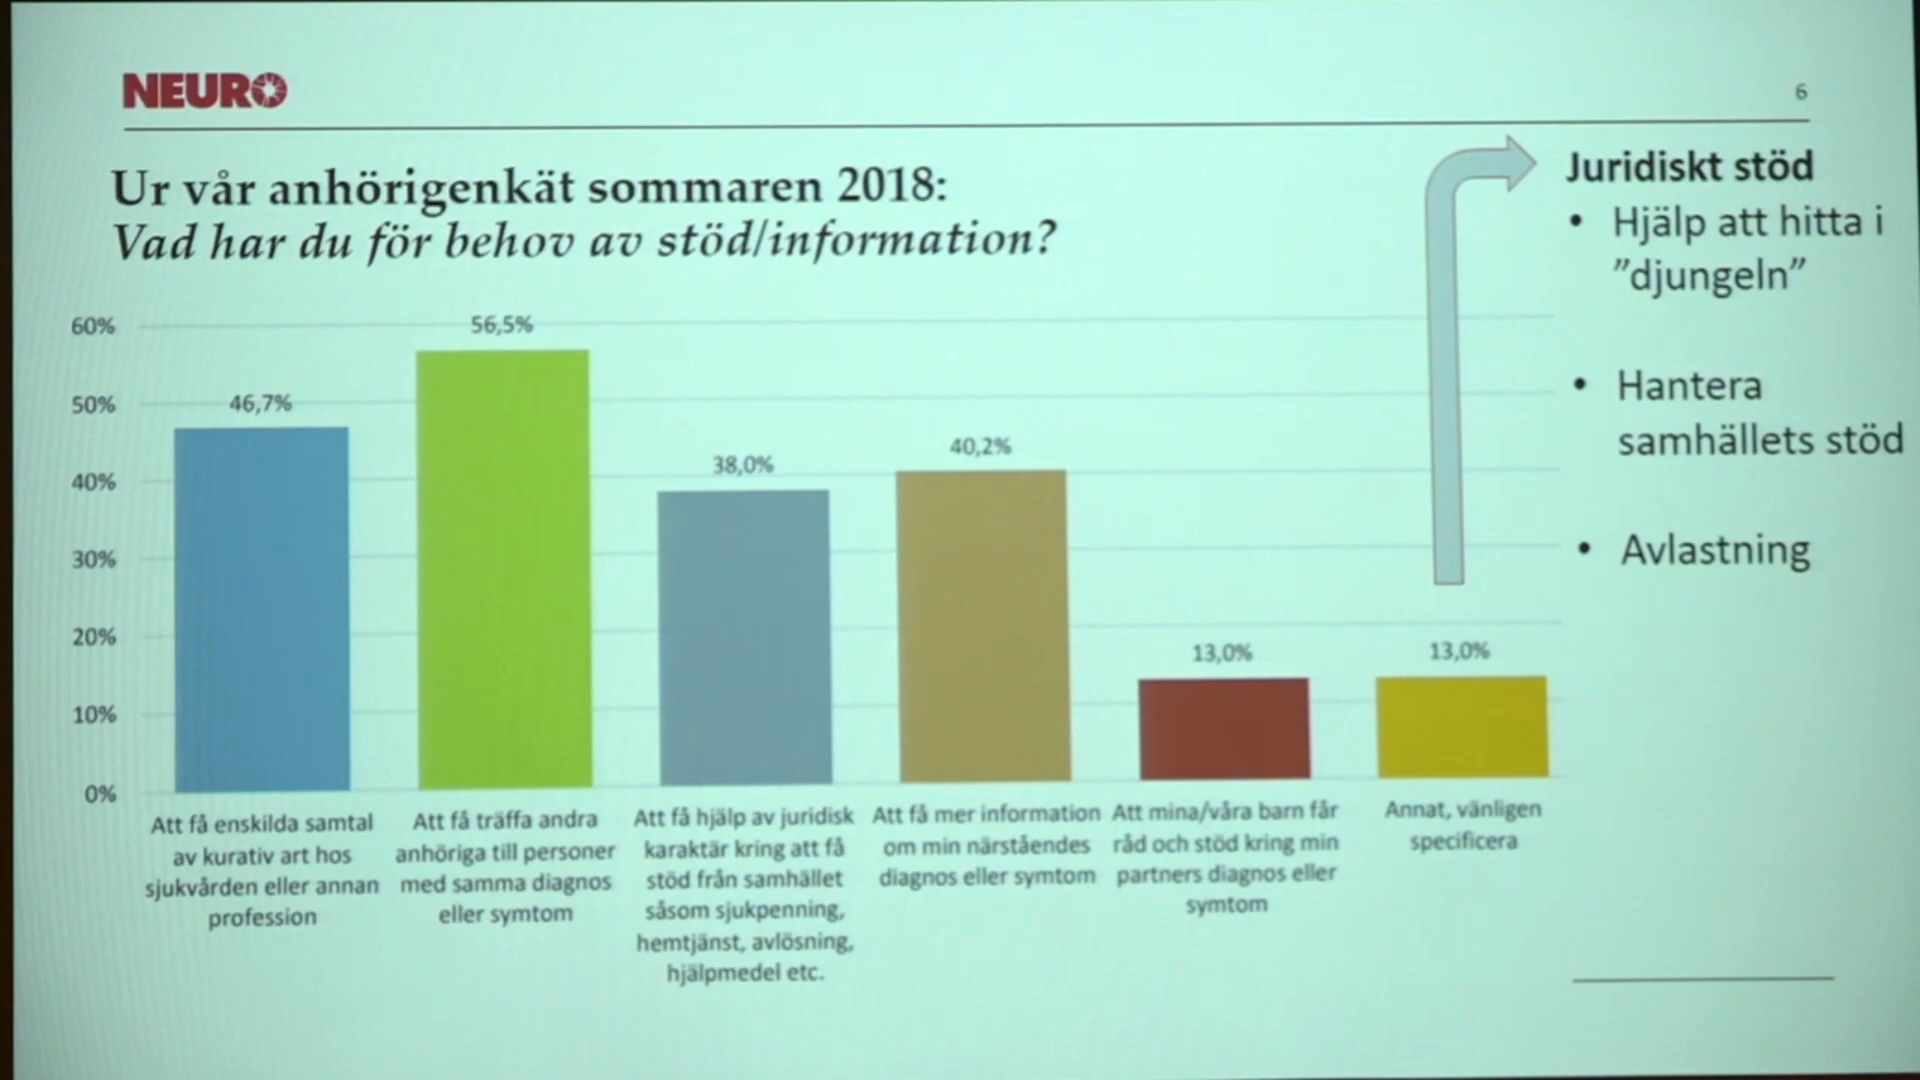 NEURO
6
Ur vår anhörigenkät sommaren 2018:
Vad har du för behov av stöd/information?
Juridiskt stöd
• Hjälp att hitta i
”djungeln”
• Hantera
samhällets stöd
• Avlastning
60%
50%
40%
30%
20%
10%
0%
46,7%
56,5%
38,0%
40,2%
13,0%
13,0%
Att få enskilda samtal
av kurativ art hos
sjukvården eller annan
profession
Att få träffa andra
anhöriga till personer
med samma diagnos
eller symtom
Att få hjälp av juridisk
karaktär kring att få
stöd från samhället
såsom sjukpenning,
hemtjänst, avlösning,
hjälpmedel etc.
Att få mer information
om min närståendes
diagnos eller symtom
Att mina/våra barn får
råd och stöd kring min
partners diagnos eller
symtom
Annat, vänligen
specificera